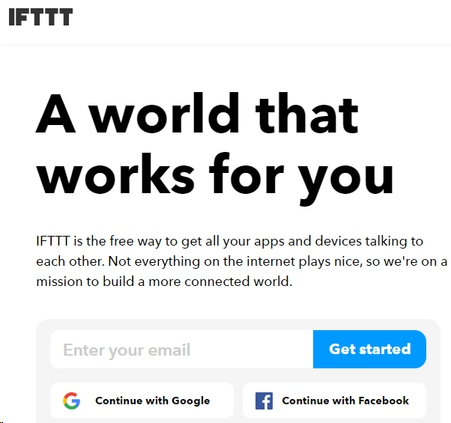 IFTTT
A world that
works for you
IFTTT is the free way to get all your apps and devices talking to
each other. Not everything on the internet plays nice, so we're on a
mission to build a more connected world.
Enter your email
Get started
Continue with Google
Continue with Facebook